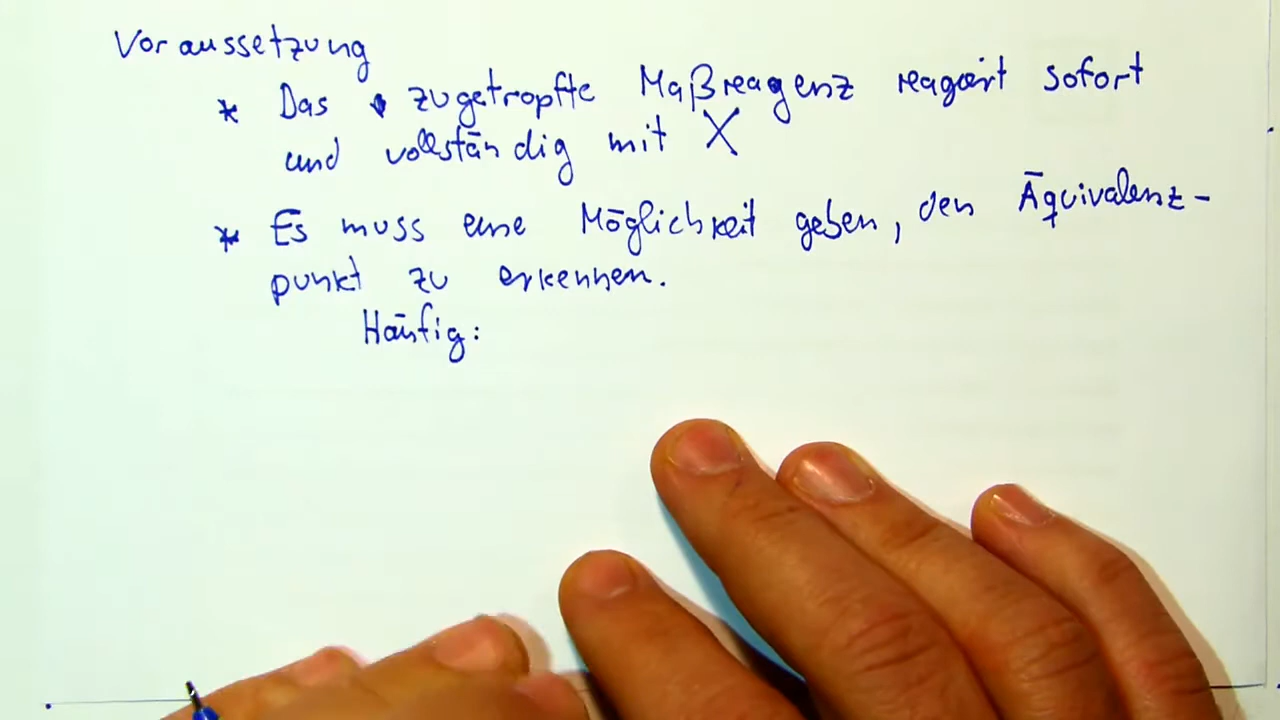 Voraussetzung
* Das zugetropfte Maßreagenz reagiert sofort
und vollständig mit X
* Es muss eine Möglichkeit geben, den Äquivalenz-
punkt zu erkennen.
Häufig: